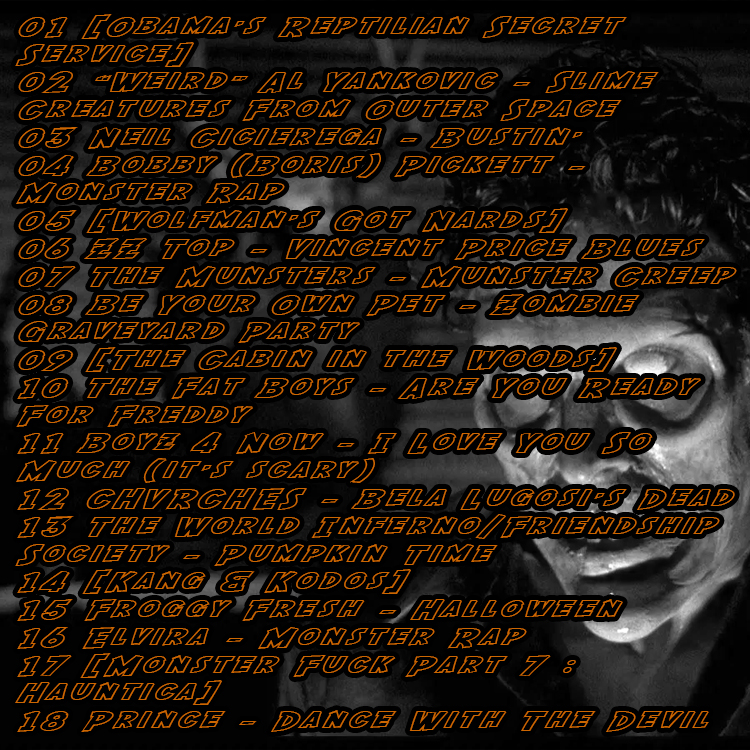 01 [Obama's Reptilian Secret
Service]
02 "Weird" Al Yankovic - Slime
Creatures From Outer Space
03 Neil Cicierega - Bustin'
04 Bobby (Boris) Pickett -
Monster Rap
05 [Wolfman's Got Nards]
06 ZZ Top - Vincent Price Blues
07 The Munsters - Munster Creep
08 Be Your Own Pet - Zombie
Graveyard Party
09 [The Cabin in the Woods]
10 The Fat Boys - Are You Ready
For Freddy
11 Boyz 4 Now - I Love You So
Much (it's scary)
12 CHVRCHES - Bela Lugosi's Dead
13 The World Inferno/Friendship
Society - Pumpkin Time
14 [Kang & Kodos]
15 Froggy Fresh - Halloween
16 Elvira - Monster Rap
17 [Monster Fuck Part 7 :
Hauntica]
18 Prince - Dance With The Devil